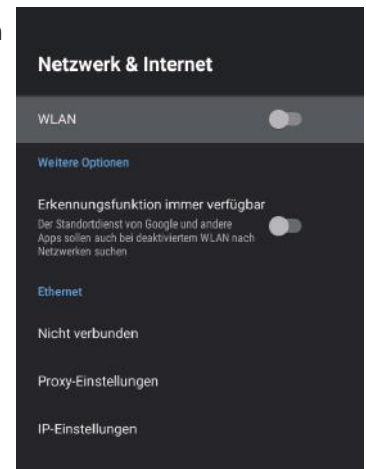 Netzwerk & Internet
WLAN
Weitere Optionen
Erkennungsfunktion immer verfügbar
Der Standortdienst von Google und andere
Apps sollen auch bei deaktiviertem WLAN nach
Netzwerken suchen
Ethernet
Nicht verbunden
Proxy-Einstellungen
IP-Einstellungen